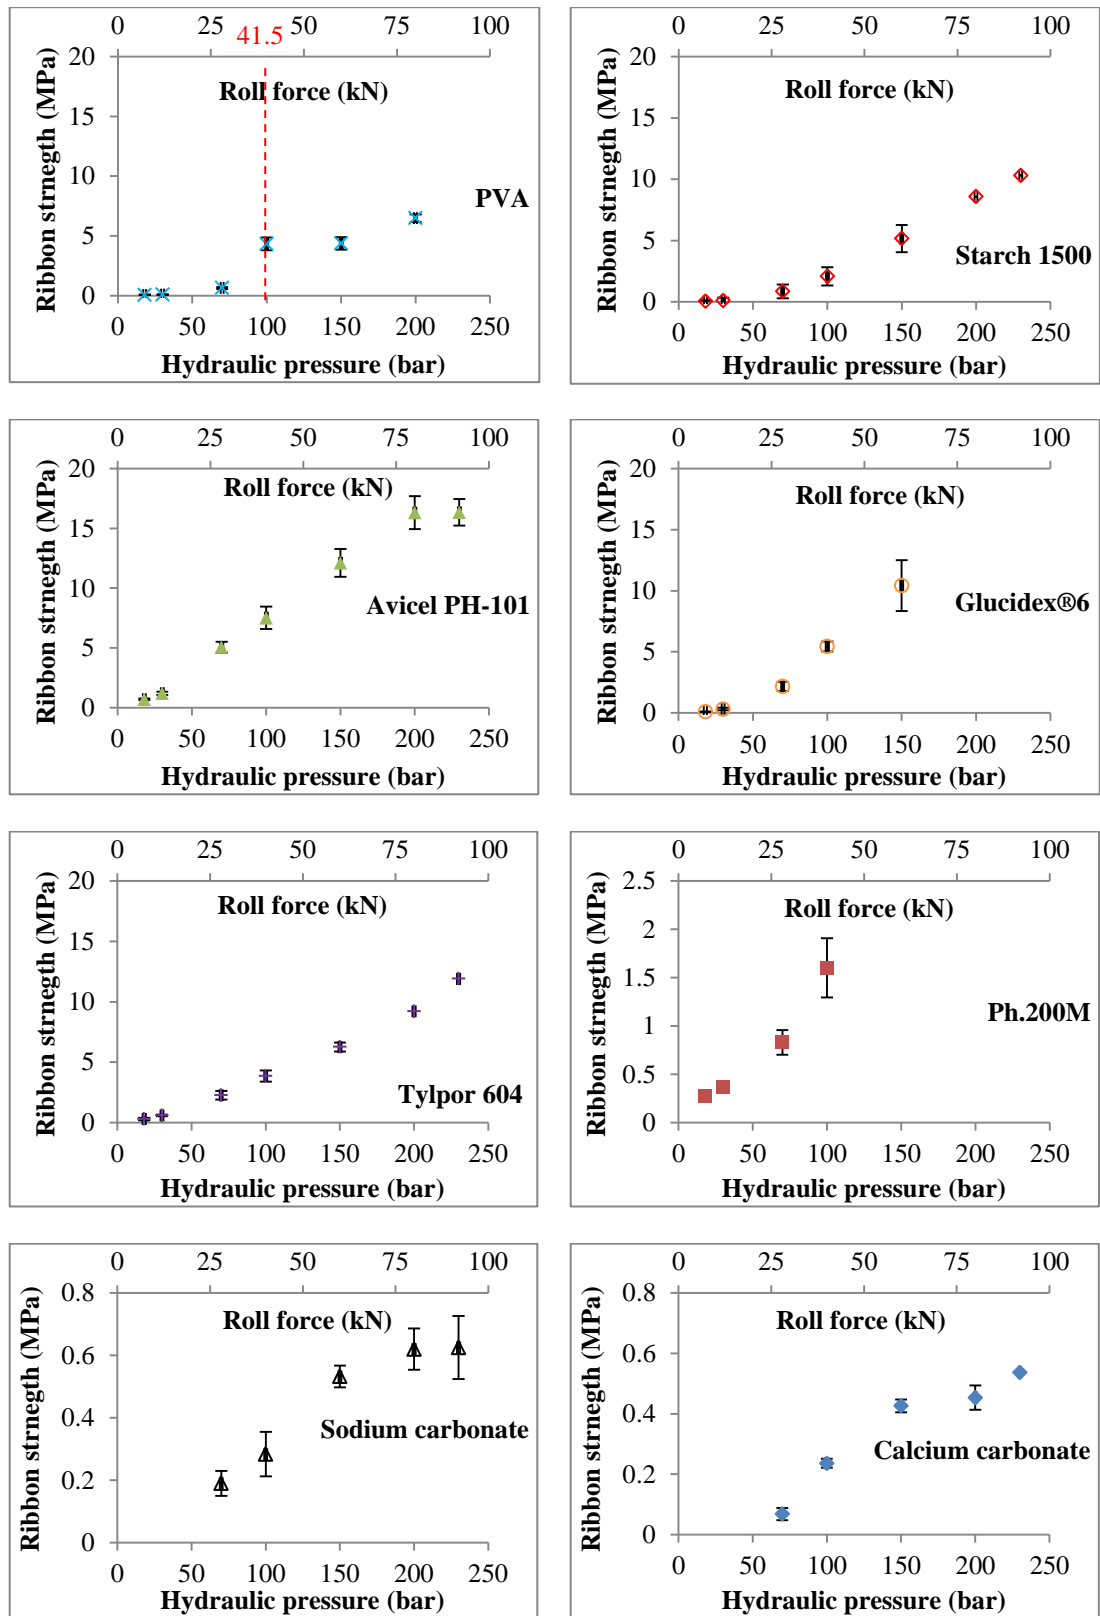 0 25 50 75 100
41.5
20
15
10
5
0
Ribbon strnegth (MPa)
Roll force (kN)
PVA
0 50 100 150 200 250
Hydraulic pressure (bar)
0 25 50 75 100
20
15
10
5
0
Ribbon strnegth (MPa)
Roll force (kN)
Starch 1500
0 50 100 150 200 250
Hydraulic pressure (bar)
0 25 50 75 100
20
15
10
5
0
Ribbon strnegth (MPa)
Roll force (kN)
Avicel PH-101
0 50 100 150 200 250
Hydraulic pressure (bar)
0 25 50 75 100
20
15
10
5
0
Ribbon strnegth (MPa)
Roll force (kN)
Glucidex®6
0 50 100 150 200 250
Hydraulic pressure (bar)
0 25 50 75 100
20
15
10
5
0
Ribbon strnegth (MPa)
Roll force (kN)
Tylpor 604
0 50 100 150 200 250
Hydraulic pressure (bar)
0 25 50 75 100
2.5
2
1.5
1
0.5
0
Ribbon strnegth (MPa)
Roll force (kN)
Ph.200M
0 50 100 150 200 250
Hydraulic pressure (bar)
0 25 50 75 100
0.8
0.6
0.4
0.2
0
Ribbon strnegth (MPa)
Roll force (kN)
Sodium carbonate
0 50 100 150 200 250
Hydraulic pressure (bar)
0 25 50 75 100
0.8
0.6
0.4
0.2
0
Ribbon strnegth (MPa)
Roll force (kN)
Calcium carbonate
0 50 100 150 200 250
Hydraulic pressure (bar)